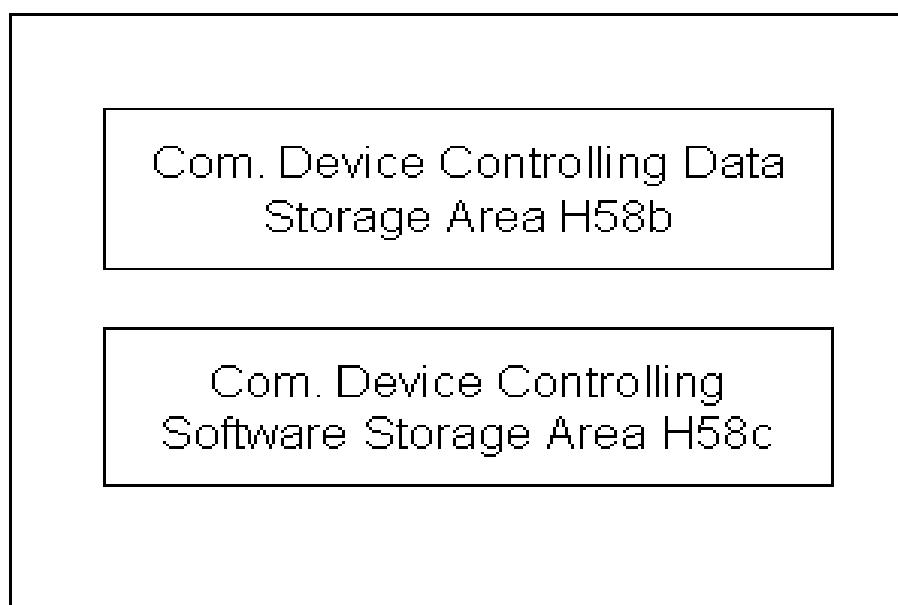 Com. Device Controlling Data
Storage Area H58b
Com. Device Controlling
Software Storage Area H58c